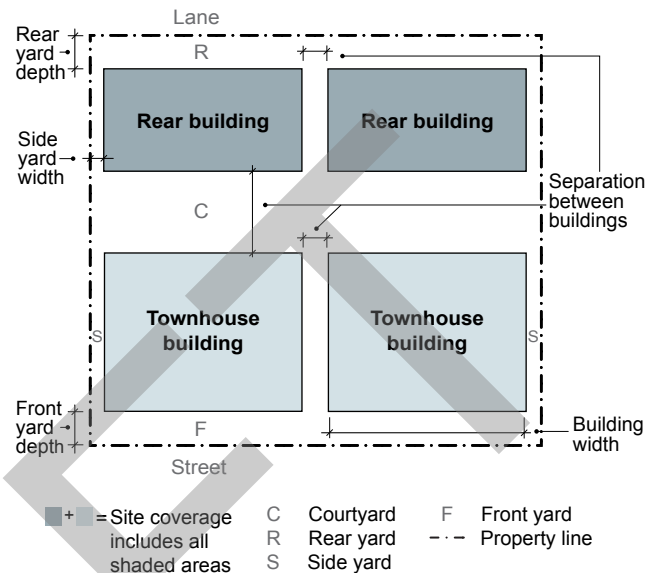 Lane
Rear
yard
depth
R
Rear building
Rear building
Side
yard
width
C
Separation
between
buildings
Townhouse
building
Townhouse
building
S
S
Front
yard
depth
F
Building
width
Street
+ = Site coverage
includes all
shaded areas
C Courtyard
R Rear yard
S Side yard
F Front yard
Property line